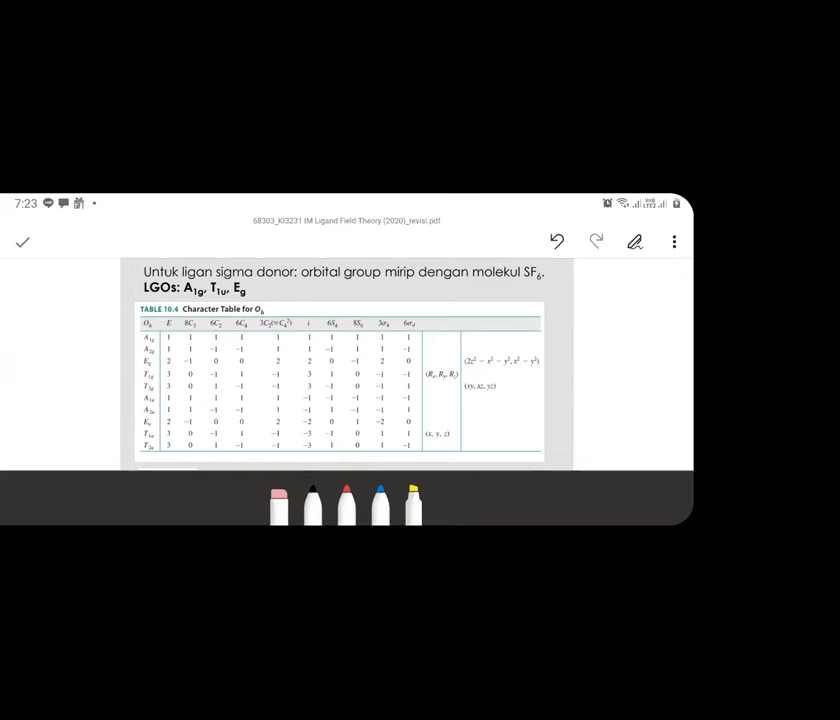 7:23
VoB
LTE2
68303_KI3231 IM Ligand Field Theory (2020)_revisi.pdf
Untuk ligan sigma donor: orbital group mirip dengan molekul SF₆.
LGOs: A₁g, T₁u, Eg
TABLE 10.4 Character Table for Oh
Oh E 8C₃ 6C₂ 6C₄ 3C₂(=C₄²) i 6S₄ 8S₆ 3σh 6σd
A₁g 1 1 1 1 1 1 1 1 1 1
A₂g 1 1 −1 −1 1 1 −1 1 1 −1
Eg 2 −1 0 0 2 2 0 −1 2 0 (2z² − x² − y², x² − y²)
T₁g 3 0 −1 1 −1 3 1 0 −1 −1 (Rx, Ry, Rz)
T₂g 3 0 1 −1 −1 3 −1 0 −1 1 (xy, xz, yz)
A₁u 1 1 1 1 1 −1 −1 −1 −1 −1
A₂u 1 1 −1 −1 1 −1 1 −1 −1 1
Eu 2 −1 0 0 2 −2 0 1 −2 0
T₁u 3 0 −1 1 −1 −3 −1 0 1 1 (x, y, z)
T₂u 3 0 1 −1 −1 −3 1 0 1 −1